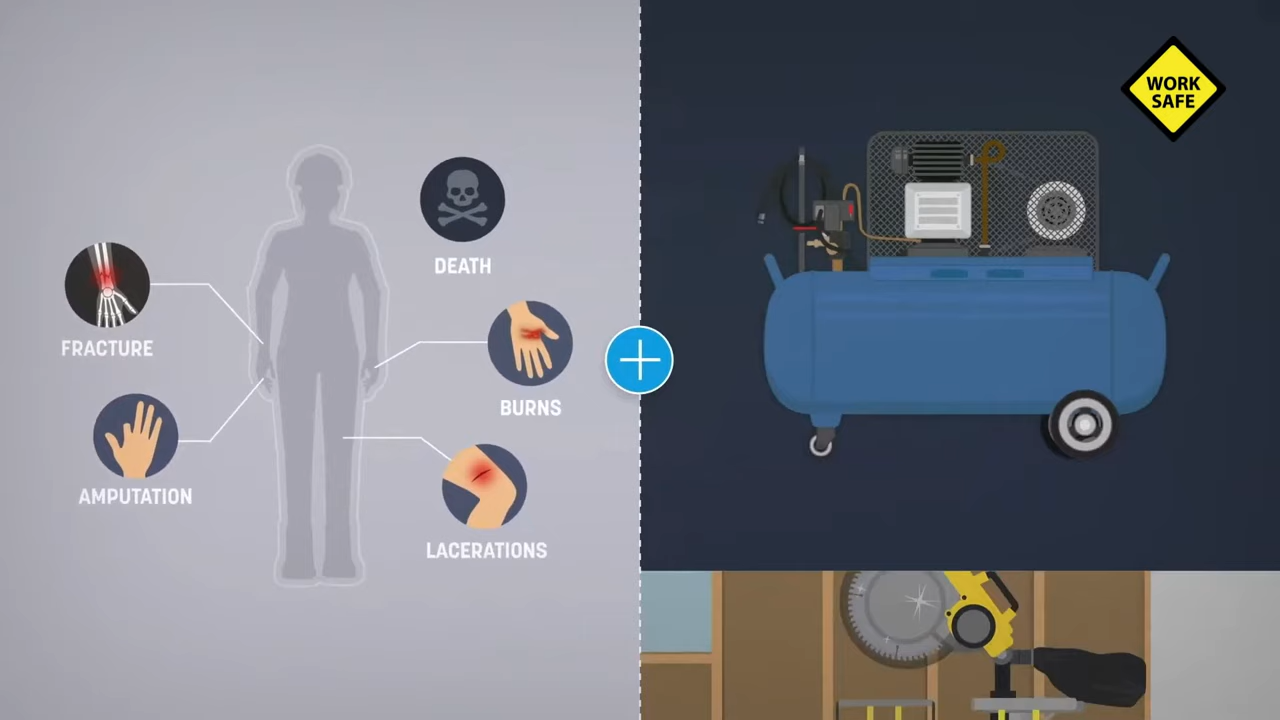 WORK
SAFE
DEATH
FRACTURE
BURNS
AMPUTATION
LACERATIONS